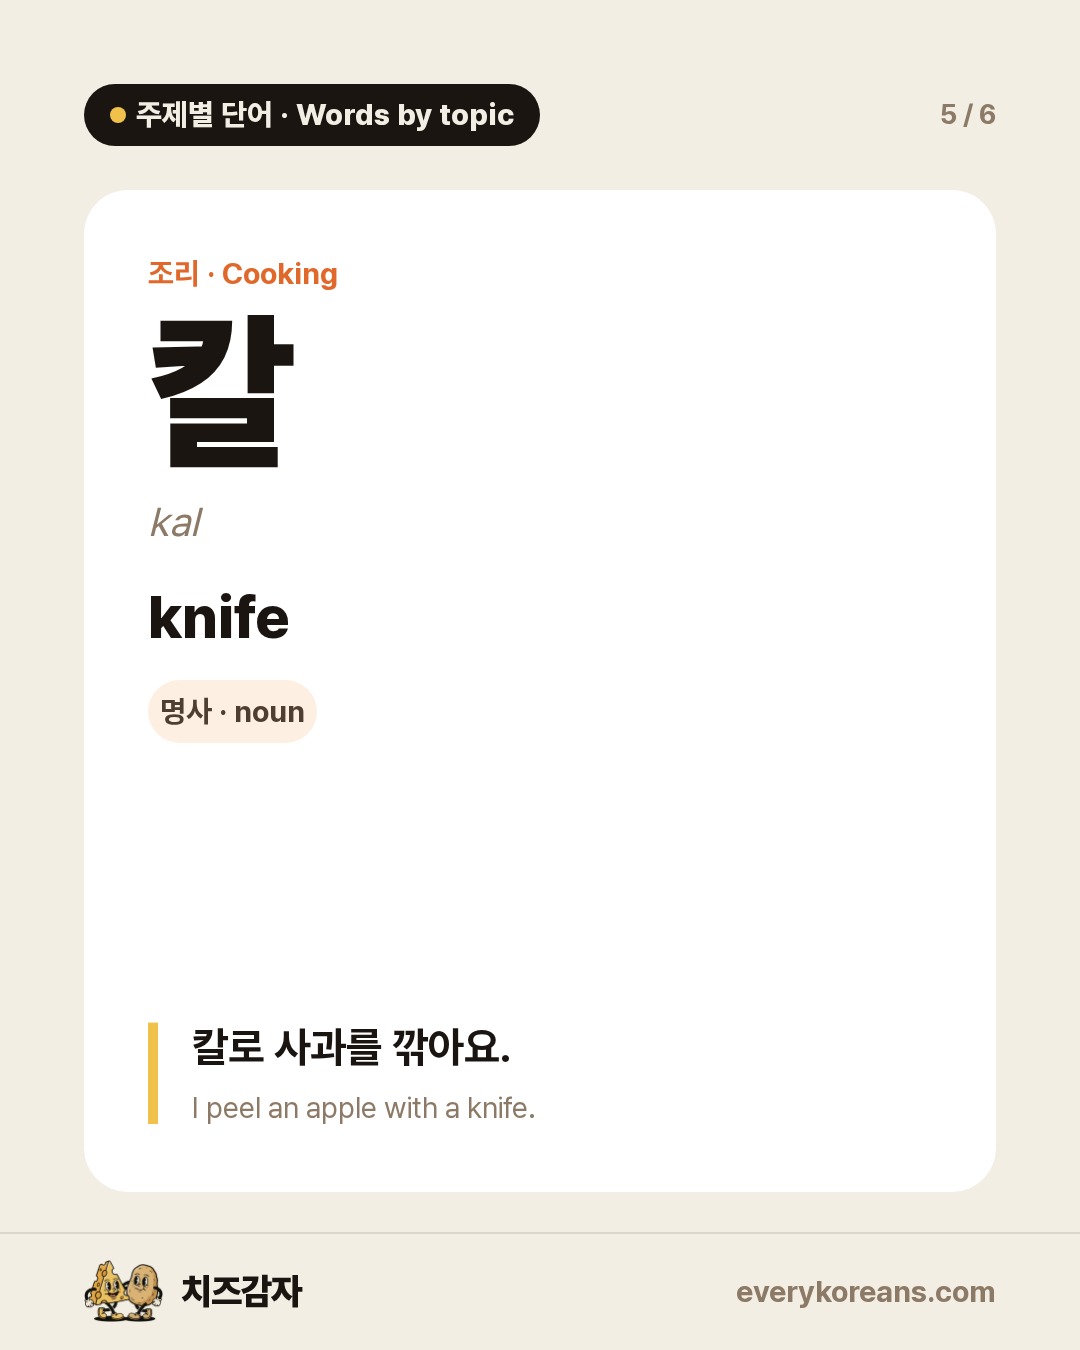 주제별 단어 · Words by topic
5 / 6
조리 · Cooking
칼
kal
knife
명사 · noun
칼로 사과를 깎아요.
I peel an apple with a knife.
치즈감자
everykoreans.com